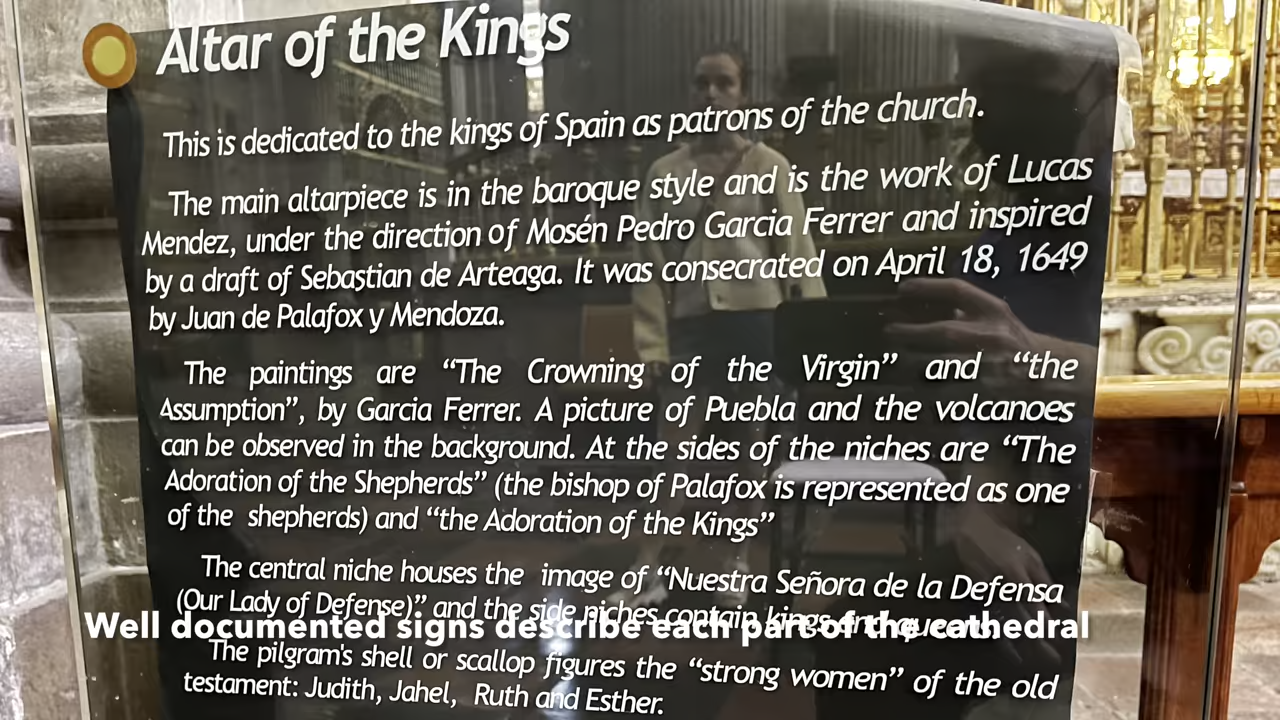 Altar of the Kings
This is dedicated to the kings of Spain as patrons of the church.
The main altarpiece is in the baroque style and is the work of Lucas
Mendez, under the direction of Mosén Pedro Garcia Ferrer and inspired
by a draft of Sebastian de Arteaga. It was consecrated on April 18, 1649
by Juan de Palafox y Mendoza.
The paintings are “The Crowning of the Virgin” and “the
Assumption”, by Garcia Ferrer. A picture of Puebla and the volcanoes
can be observed in the background. At the sides of the niches are “The
Adoration of the Shepherds” (the bishop of Palafox is represented as one
of the shepherds) and “the Adoration of the Kings”
The central niche houses the image of “Nuestra Señora de la Defensa
(Our Lady of Defense)” and the side niches contain kings and queens.
Well documented signs describe each part of the cathedral
The pilgram's shell or scallop figures the “strong women” of the old
testament: Judith, Jahel, Ruth and Esther.